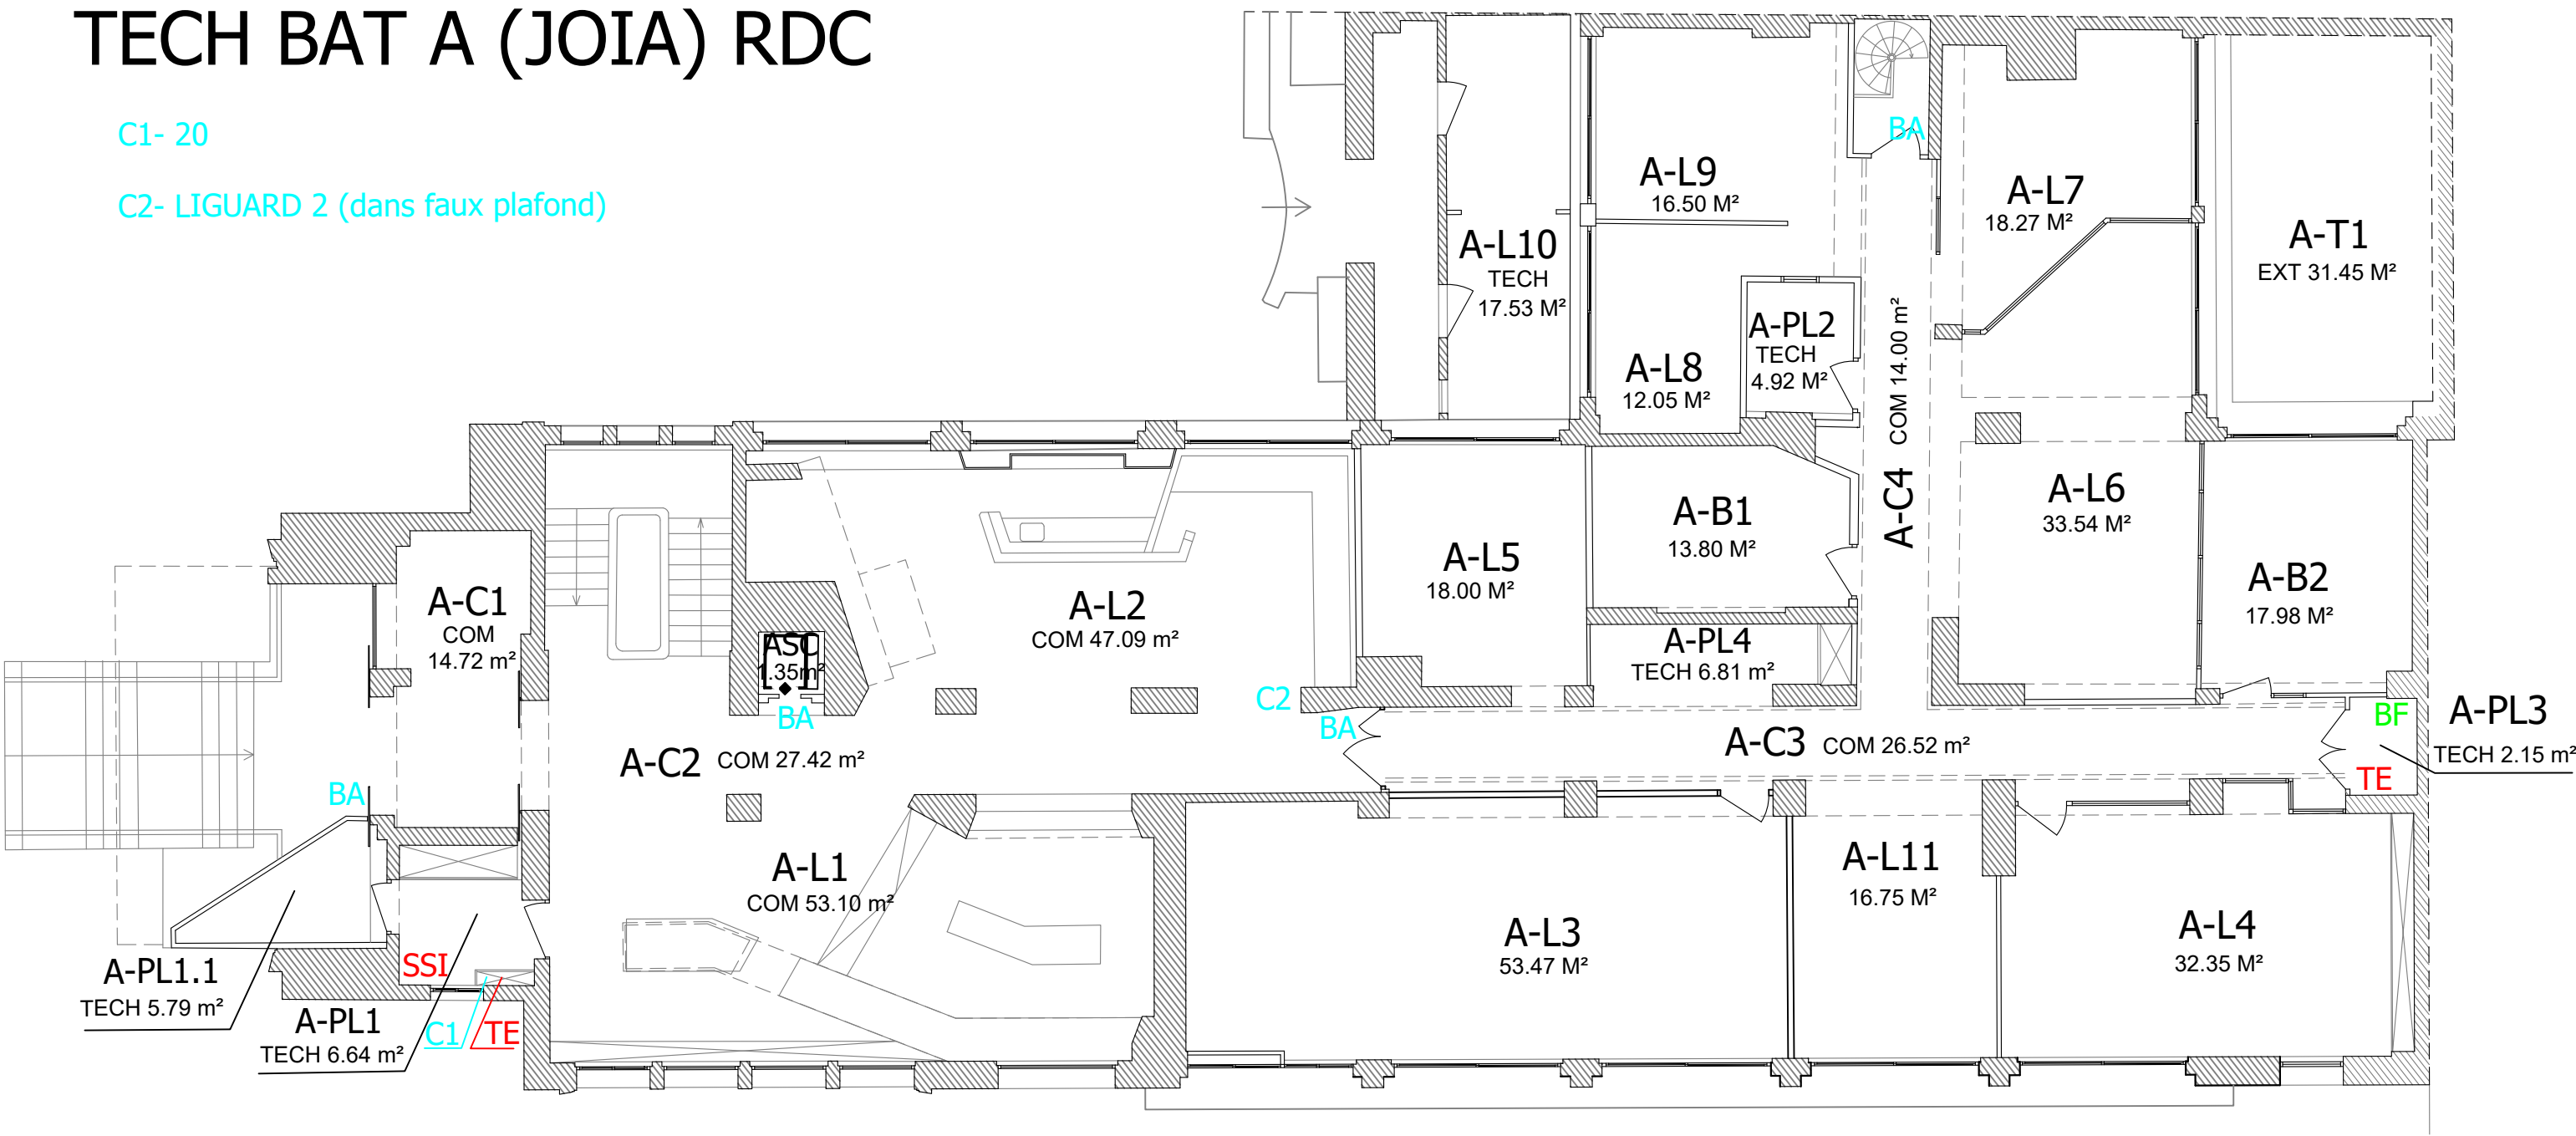 TECH BAT A (JOIA) RDC
C1- 20
C2- LIGUARD 2 (dans faux plafond)
BA
A-L9
16.50 M²
A-L7
18.27 M²
A-L10
TECH
17.53 M²
A-T1
EXT 31.45 M²
A-PL2
TECH
4.92 M²
A-L8
12.05 M²
A-C4 COM 14.00 m²
A-L6
33.54 M²
A-B1
13.80 M²
A-L5
18.00 M²
A-B2
17.98 M²
A-C1
COM
14.72 m²
A-L2
COM 47.09 m²
ASC
1.35m²
BA
A-PL4
TECH 6.81 m²
C2
BA
A-C2 COM 27.42 m²
A-C3 COM 26.52 m²
BF
A-PL3
TECH 2.15 m²
TE
BA
A-L1
COM 53.10 m²
A-L11
16.75 M²
A-L3
53.47 M²
A-L4
32.35 M²
A-PL1.1
TECH 5.79 m²
SSI
A-PL1
TECH 6.64 m²
C1
TE